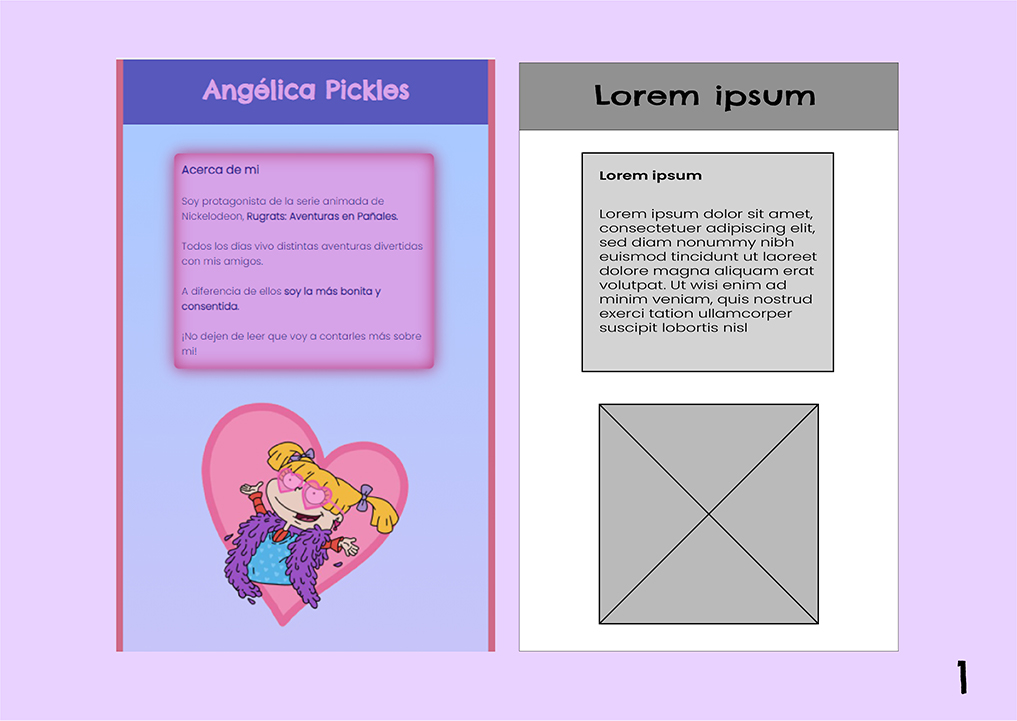 Angélica Pickles
Acerca de mi
Soy protagonista de la serie animada de
Nickelodeon, Rugrats: Aventuras en Pañales.
Todos los dias vivo distintas aventuras divertidas
con mis amigos.
A diferencia de ellos soy la más bonita y
consentida.
¡No dejen de leer que voy a contarles más sobre
mi!
Lorem ipsum
Lorem ipsum
Lorem ipsum dolor sit amet,
consectetuer adipiscing elit,
sed diam nonummy nibh
euismod tincidunt ut laoreet
dolore magna aliquam erat
volutpat. Ut wisi enim ad
minim veniam, quis nostrud
exerci tation ullamcorper
suscipit lobortis nisl
1